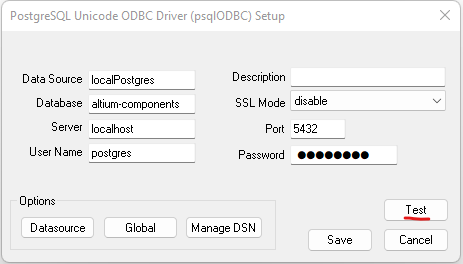 PostgreSQL Unicode ODBC Driver (psqlODBC) Setup
Data Source localPostgres
Description
Database altium-components
SSL Mode disable
Server localhost
Port 5432
User Name postgres
Password ●●●●●●●●
Options
Datasource Global Manage DSN
Test
Save Cancel